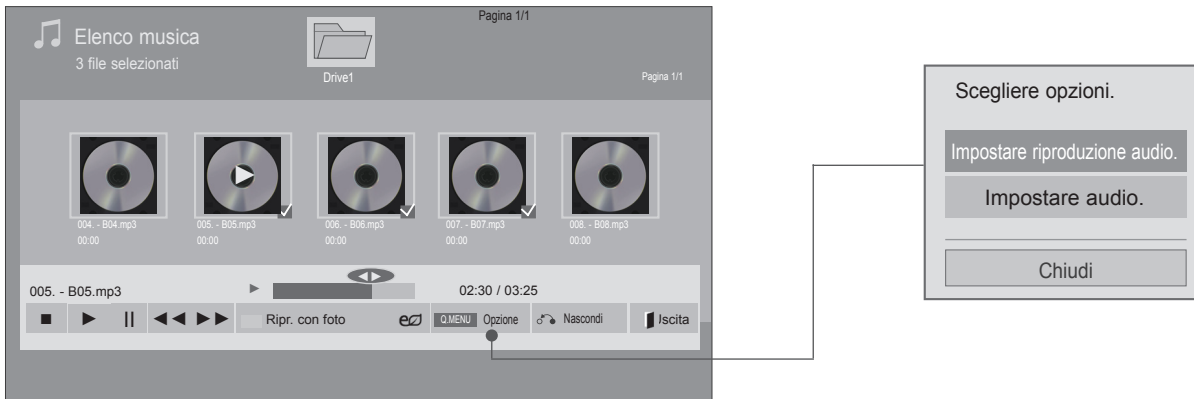 Pagina 1/1
Elenco musica
3 file selezionati
Drive1
Pagina 1/1
004. - B04.mp3
00:00
005. - B05.mp3
00:00
006. - B06.mp3
00:00
007. - B07.mp3
00:00
008. - B08.mp3
00:00
005. - B05.mp3
02:30 / 03:25
Ripr. con foto
Q.MENU Opzione
Nascondi
Iscita
Scegliere opzioni.
Impostare riproduzione audio.
Impostare audio.
Chiudi